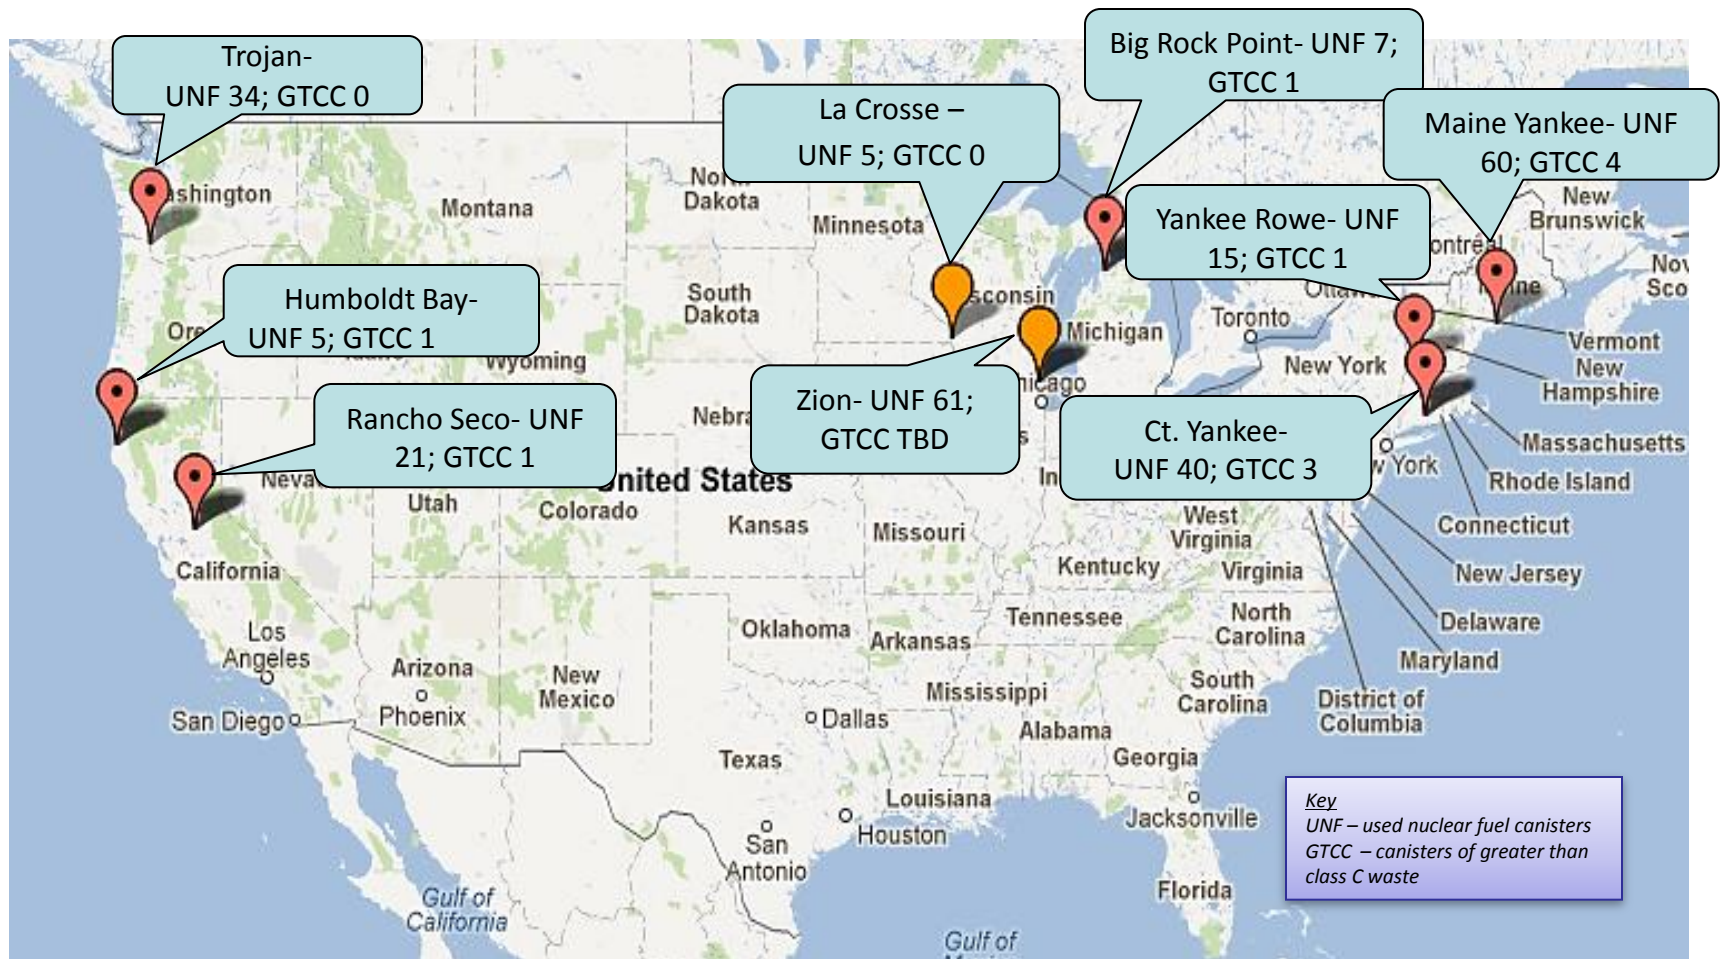 Trojan-
UNF 34; GTCC 0
Big Rock Point- UNF 7;
GTCC 1
La Crosse –
UNF 5; GTCC 0
Maine Yankee- UNF
60; GTCC 4
Yankee Rowe- UNF
15; GTCC 1
Humboldt Bay-
UNF 5; GTCC 1
Rancho Seco- UNF
21; GTCC 1
Zion- UNF 61;
GTCC TBD
Ct. Yankee-
UNF 40; GTCC 3
Montana
Dakota
Minnesota
New
Brunswick
South
Dakota
Michigan
Toronto
Wyoming
New York
Vermont
New
Hampshire
Massachusetts
Rhode Island
Connecticut
New Jersey
Delaware
Maryland
District of
Columbia
United States
Utah
Colorado
Kansas
Missouri
West
Virginia
Kentucky
Virginia
California
Tennessee
North
Carolina
Oklahoma
Arkansas
Los
Angeles
Arizona
New
Mexico
Mississippi
South
Carolina
San Diego
Phoenix
Dallas
Alabama
Georgia
Texas
Louisiana
Jacksonville
Houston
San
Antonio
Florida
Gulf of
California
Gulf of
Key
UNF – used nuclear fuel canisters
GTCC – canisters of greater than
class C waste